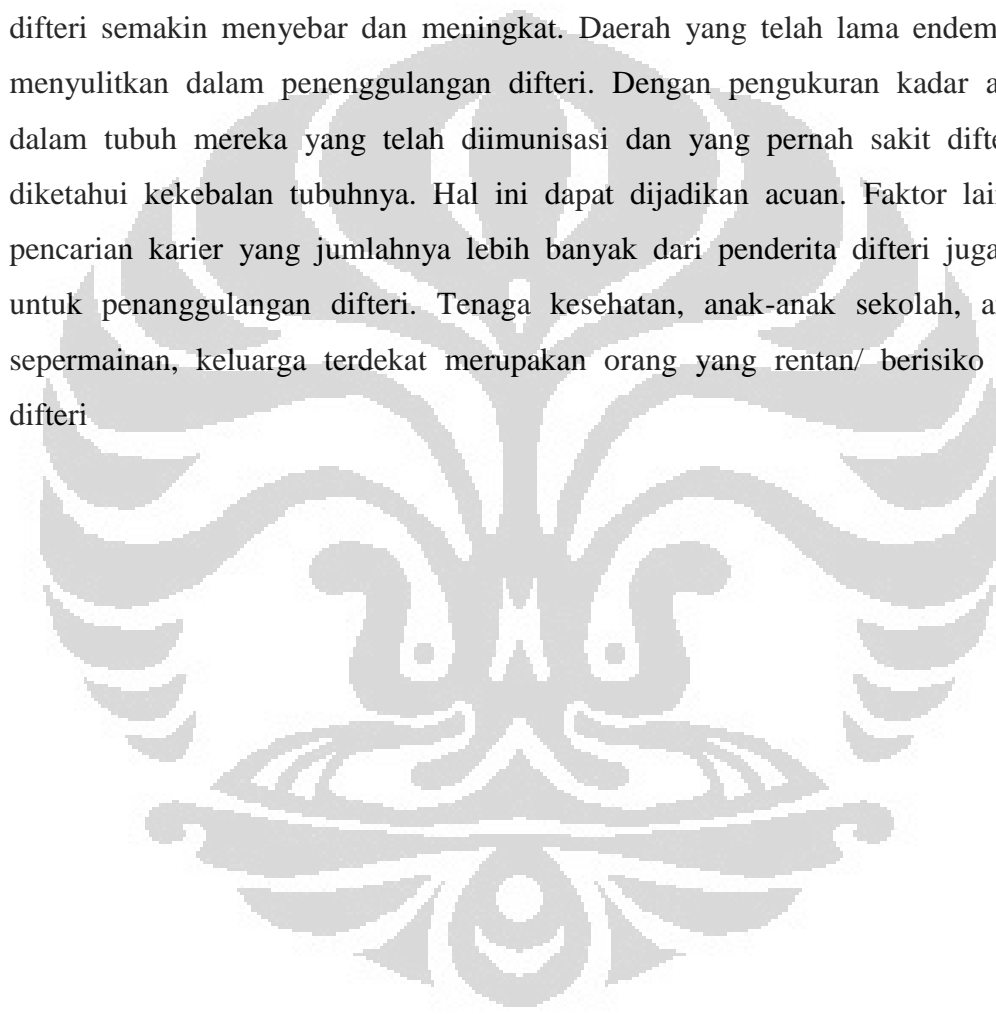 difteri semakin menyebar dan meningkat. Daerah yang telah lama endem
menyulitkan dalam penenggulangan difteri. Dengan pengukuran kadar a
dalam tubuh mereka yang telah diimunisasi dan yang pernah sakit difte
diketahui kekebalan tubuhnya. Hal ini dapat dijadikan acuan. Faktor lai
pencarian karier yang jumlahnya lebih banyak dari penderita difteri juga
untuk penanggulangan difteri. Tenaga kesehatan, anak-anak sekolah, a
sepermainan, keluarga terdekat merupakan orang yang rentan/ berisiko
difteri